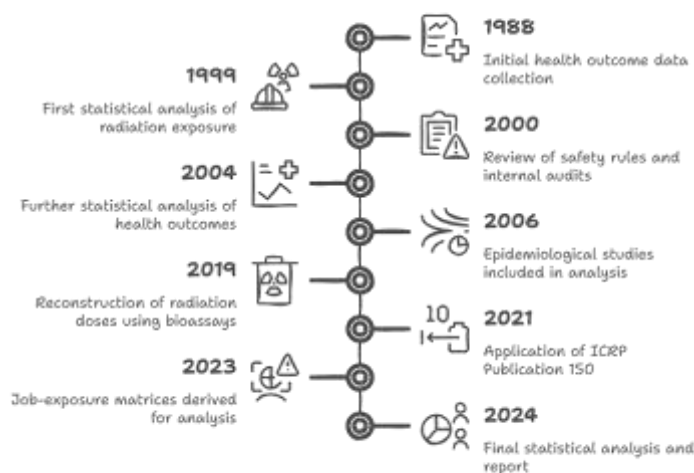 1988
Initial health outcome data
collection
1999
First statistical analysis of
radiation exposure
2000
Review of safety rules and
internal audits
2004
Further statistical analysis of
health outcomes
2006
Epidemiological studies
included in analysis
2019
Reconstruction of radiation
doses using bioassays
10
2021
Application of ICRP
Publication 150
2023
Job-exposure matrices derived
for analysis
2024
Final statistical analysis and
report